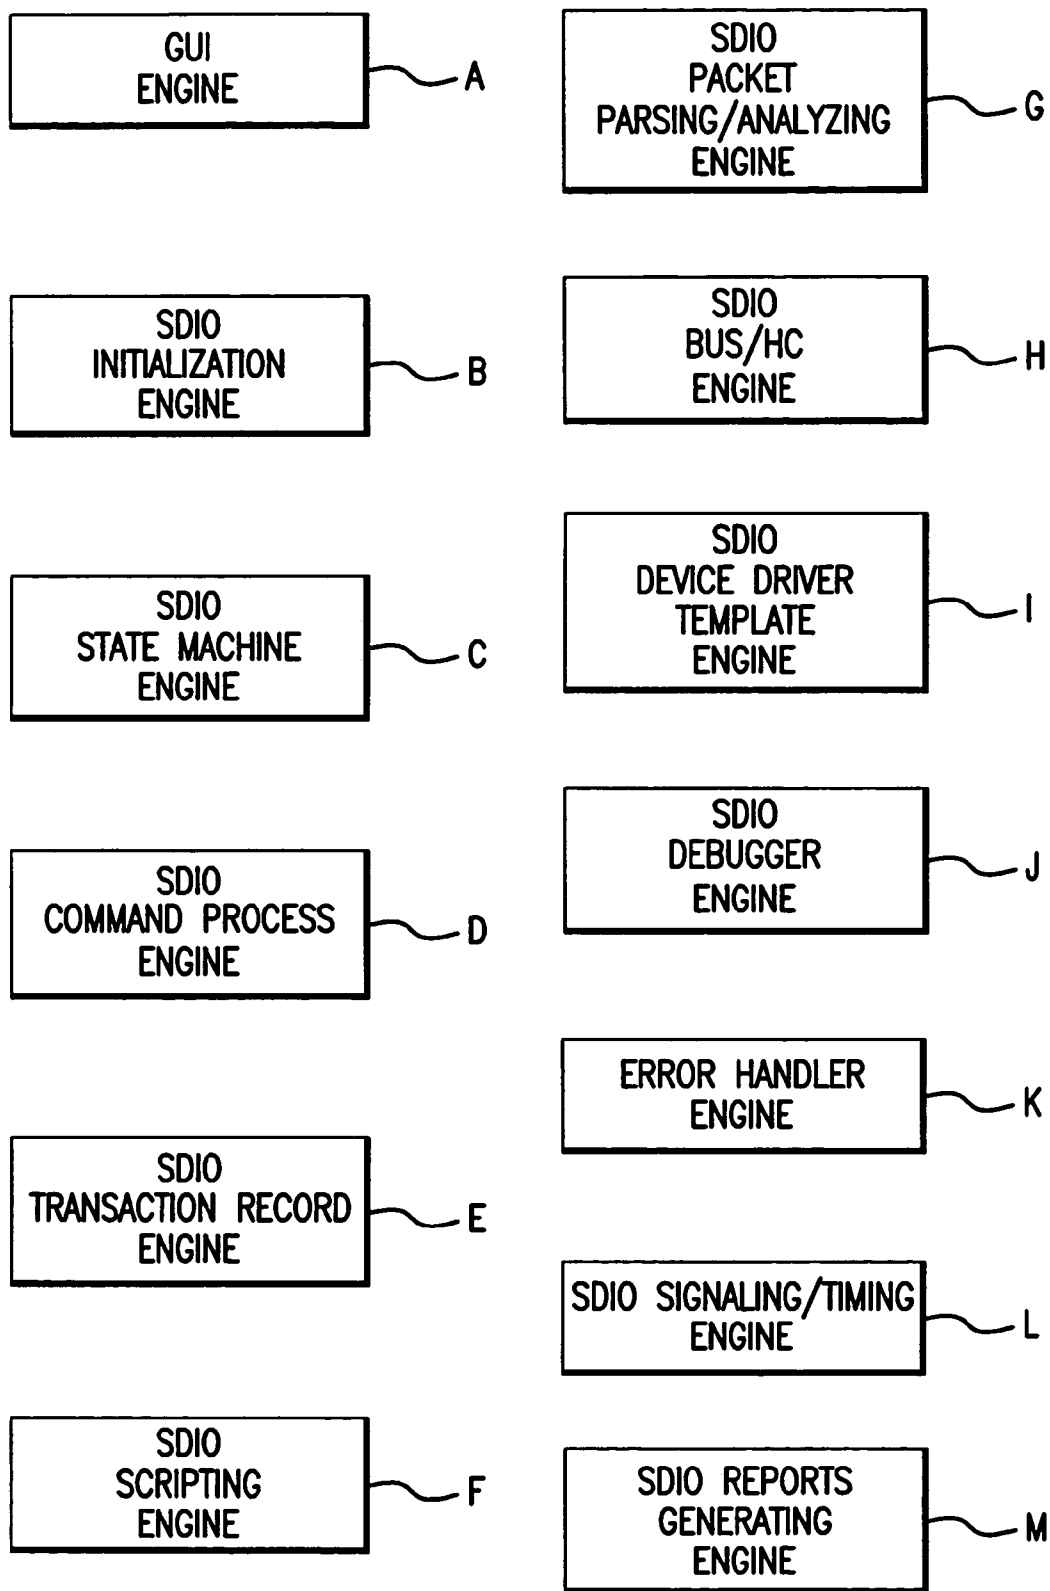 GUI
ENGINE
A
SDIO
INITIALIZATION
ENGINE
B
SDIO
STATE MACHINE
ENGINE
C
SDIO
COMMAND PROCESS
ENGINE
D
SDIO
TRANSACTION RECORD
ENGINE
E
SDIO
SCRIPTING
ENGINE
F
SDIO
PACKET
PARSING/ANALYZING
ENGINE
G
SDIO
BUS/HC
ENGINE
H
SDIO
DEVICE DRIVER
TEMPLATE
ENGINE
I
SDIO
DEBUGGER
ENGINE
J
ERROR HANDLER
ENGINE
K
SDIO SIGNALING/TIMING
ENGINE
L
SDIO REPORTS
GENERATING
ENGINE
M